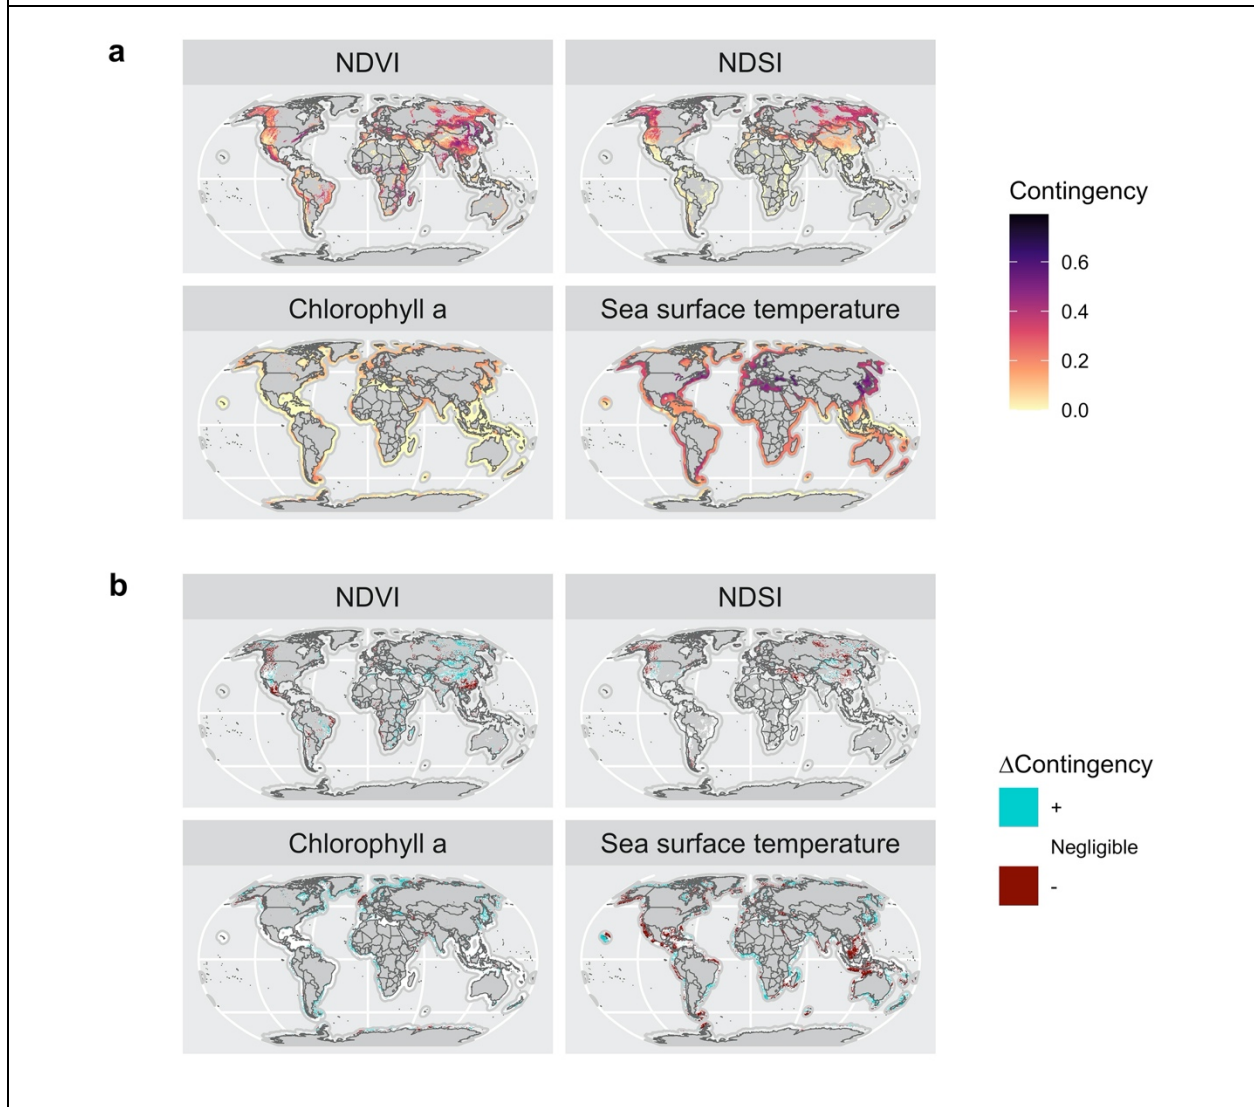 a
NDVI
NDSI
Chlorophyll a
Sea surface temperature
Contingency
0.6
0.4
0.2
0.0
b
NDVI
NDSI
Chlorophyll a
Sea surface temperature
ΔContingency
+
Negligible
-